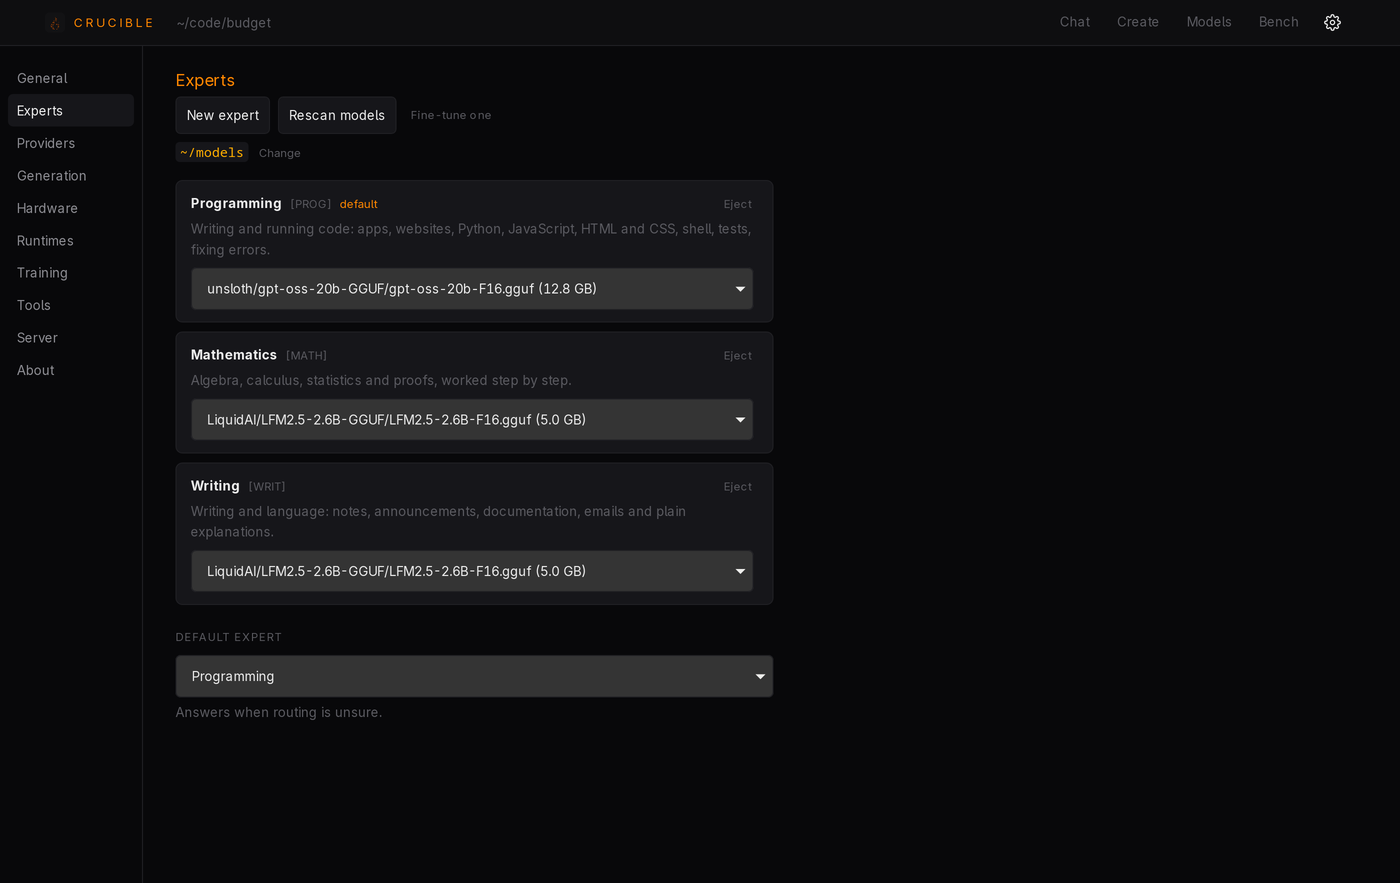 CRUCIBLE ~/code/budget Chat Create Models Bench
General
Experts
Providers
Generation
Hardware
Runtimes
Training
Tools
Server
About
Experts
New expert Rescan models Fine-tune one
~/models Change
Programming [PROG] default Eject
Writing and running code: apps, websites, Python, JavaScript, HTML and CSS, shell, tests,
fixing errors.
unsloth/gpt-oss-20b-GGUF/gpt-oss-20b-F16.gguf (12.8 GB)
Mathematics [MATH] Eject
Algebra, calculus, statistics and proofs, worked step by step.
LiquidAI/LFM2.5-2.6B-GGUF/LFM2.5-2.6B-F16.gguf (5.0 GB)
Writing [WRIT] Eject
Writing and language: notes, announcements, documentation, emails and plain
explanations.
LiquidAI/LFM2.5-2.6B-GGUF/LFM2.5-2.6B-F16.gguf (5.0 GB)
DEFAULT EXPERT
Programming
Answers when routing is unsure.